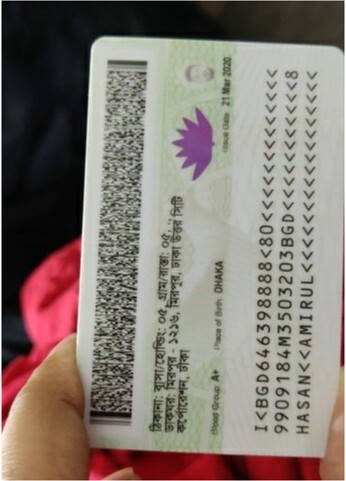 ঠিকানা: বাসা/হোল্ডিং: ০৫, গ্রাম/রাস্তা: ০৫,
ডাকঘর: মিরপুর - ১২১৬, মিরপুর, ঢাকা উত্তর সিটি
কর্পোরেশন, ঢাকা
Blood Group: A+ Place of Birth: DHAKA Issue Date: 21 Mar 2020
I<BGD646398888<80<<<<<<<<<<<<<
9909184M3503203BGD<<<<<<<<<<<8
HASAN<<AMIRUL<<<<<<<<<<<<<<<<<